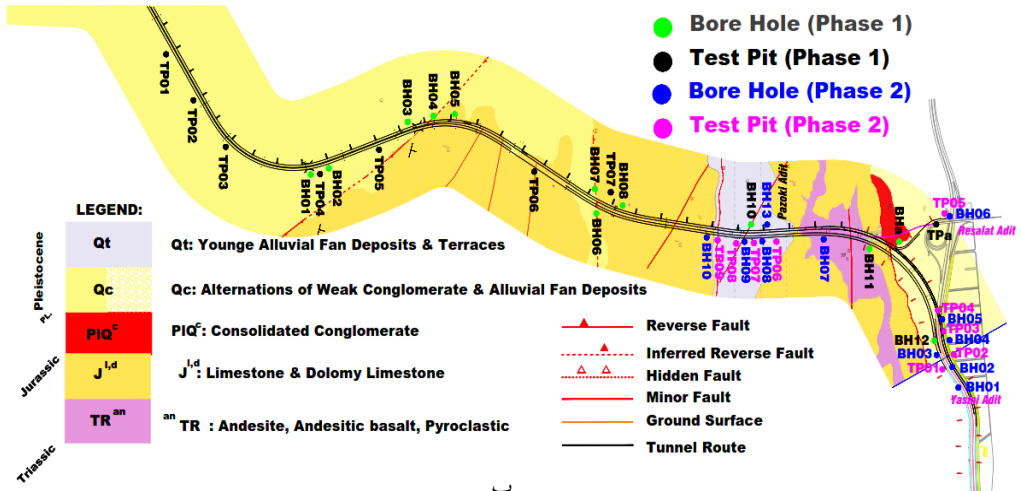 Bore Hole (Phase 1)
Test Pit (Phase 1)
Bore Hole (Phase 2)
Test Pit (Phase 2)
TP01
TP02
TP03
BH01
TP04
BH02
TP05
BH03
BH04
BH05
TP06
BH07
TP07
BH08
BH06
BH10
TP09
TP08
BH09
TP07
BH08
TP06
BH10
BH13
Pazoki Adit
BH07
BH11
BHa
TPa
TP05
BH06
Resalat Adit
TP04
BH05
TP03
BH12
BH04
BH03
TP02
TP01
BH02
BH01
Yasini Adit
LEGEND:
Pleistocene
PL.
Jurassic
Triassic
Qt
Qt: Younge Alluvial Fan Deposits & Terraces
Qc
Qc: Alternations of Weak Conglomerate & Alluvial Fan Deposits
PlQc
PlQc: Consolidated Conglomerate
Jl,d
Jl,d: Limestone & Dolomy Limestone
TRan
anTR : Andesite, Andesitic basalt, Pyroclastic
Reverse Fault
Inferred Reverse Fault
Hidden Fault
Minor Fault
Ground Surface
Tunnel Route